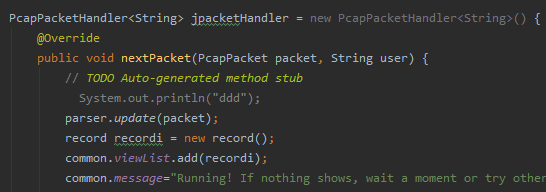 PcapPacketHandler<String> jpacketHandler = new PcapPacketHandler<String>() {
@Override
public void nextPacket(PcapPacket packet, String user) {
// TODO Auto-generated method stub
System.out.println("ddd");
parser.update(packet);
record recordi = new record();
common.viewList.add(recordi);
common.message="Running! If nothing shows, wait a moment or try other